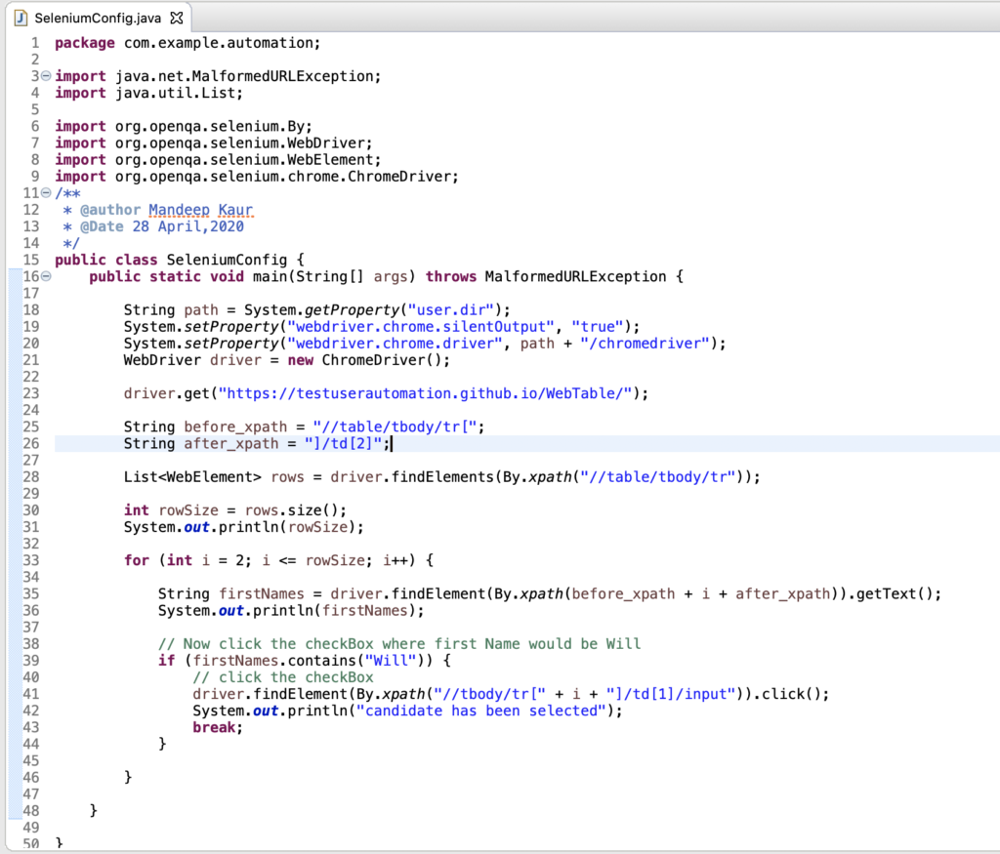 SeleniumConfig.java
1 package com.example.automation;
2
3 import java.net.MalformedURLException;
4 import java.util.List;
5
6 import org.openqa.selenium.By;
7 import org.openqa.selenium.WebDriver;
8 import org.openqa.selenium.WebElement;
9 import org.openqa.selenium.chrome.ChromeDriver;
11 /**
12  * @author Mandeep Kaur
13  * @Date 28 April,2020
14  */
15 public class SeleniumConfig {
16     public static void main(String[] args) throws MalformedURLException {
17
18         String path = System.getProperty("user.dir");
19         System.setProperty("webdriver.chrome.silentOutput", "true");
20         System.setProperty("webdriver.chrome.driver", path + "/chromedriver");
21         WebDriver driver = new ChromeDriver();
22
23         driver.get("https://testuserautomation.github.io/WebTable/");
24
25         String before_xpath = "//table/tbody/tr[";
26         String after_xpath = "]/td[2]";
27
28         List<WebElement> rows = driver.findElements(By.xpath("//table/tbody/tr"));
29
30         int rowSize = rows.size();
31         System.out.println(rowSize);
32
33         for (int i = 2; i <= rowSize; i++) {
34
35             String firstNames = driver.findElement(By.xpath(before_xpath + i + after_xpath)).getText();
36             System.out.println(firstNames);
37
38             // Now click the checkBox where first Name would be Will
39             if (firstNames.contains("Will")) {
40                 // click the checkBox
41                 driver.findElement(By.xpath("//tbody/tr[" + i + "]/td[1]/input")).click();
42                 System.out.println("candidate has been selected");
43                 break;
44             }
45
46         }
47
48     }
49
50 }